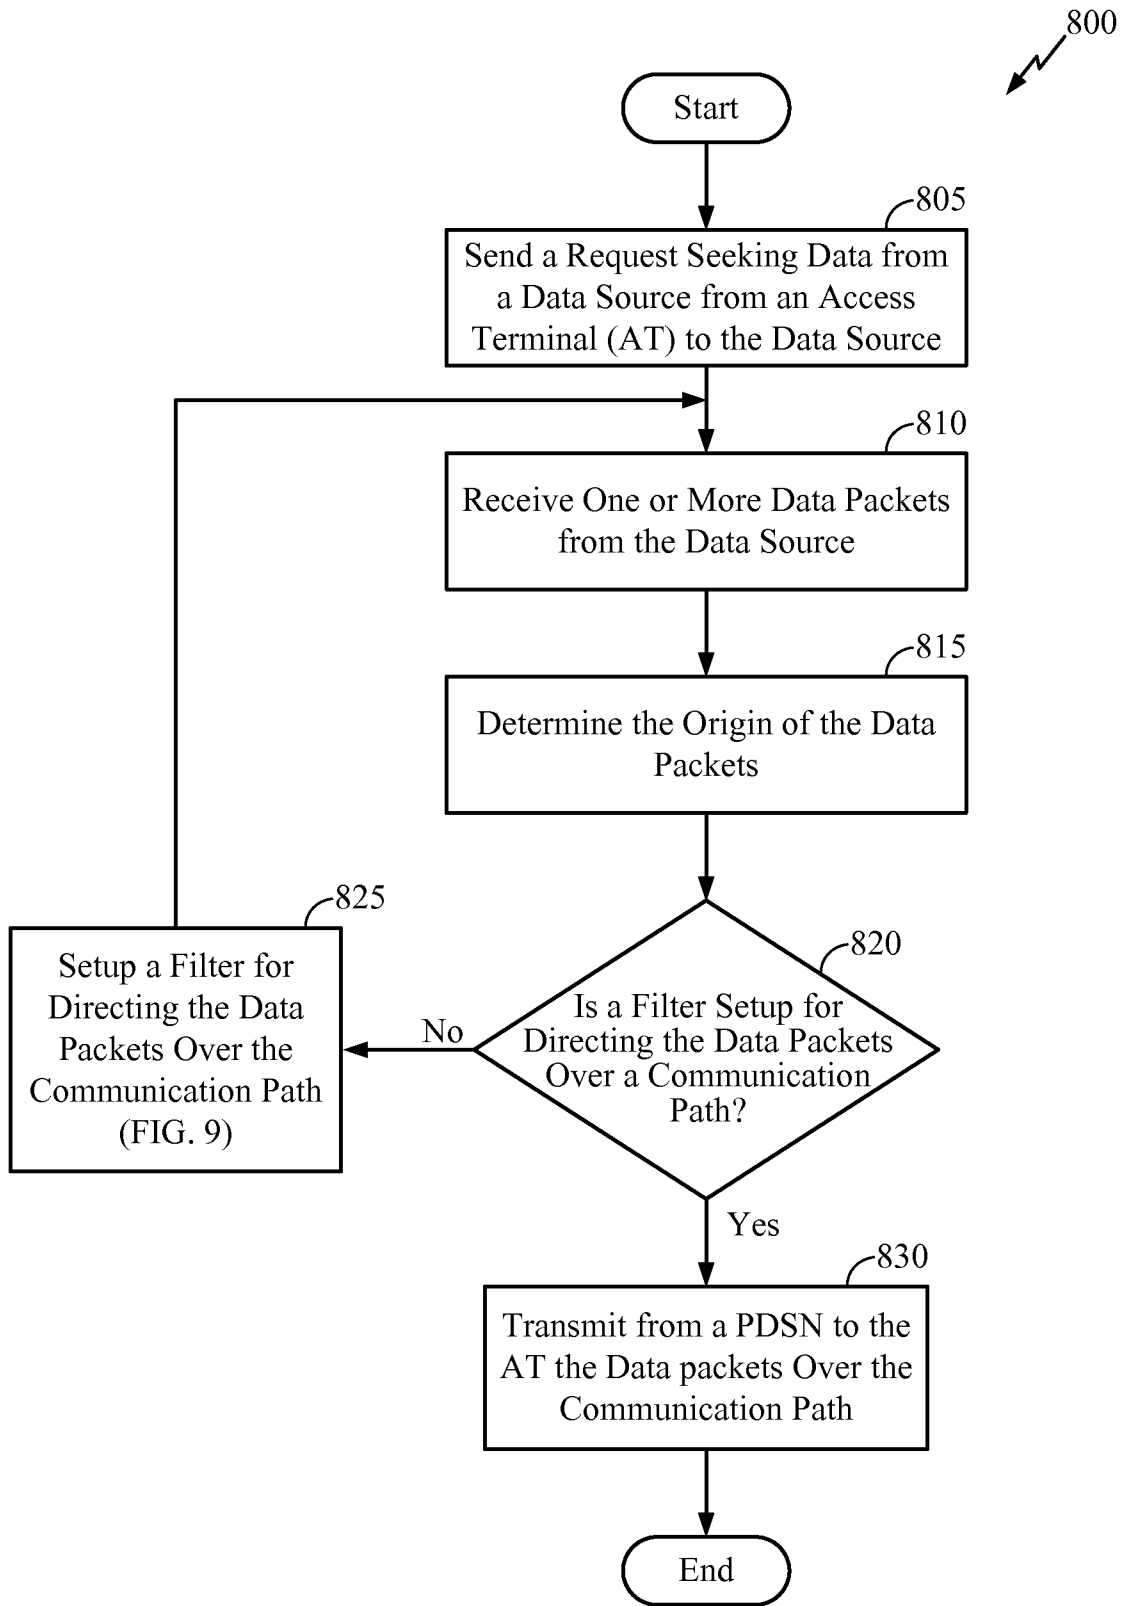 800
Start
805
Send a Request Seeking Data from
a Data Source from an Access
Terminal (AT) to the Data Source
810
Receive One or More Data Packets
from the Data Source
815
Determine the Origin of the Data
Packets
825
Setup a Filter for
Directing the Data
Packets Over the
Communication Path
(FIG. 9)
No
820
Is a Filter Setup for
Directing the Data Packets
Over a Communication
Path?
Yes
830
Transmit from a PDSN to the
AT the Data packets Over the
Communication Path
End